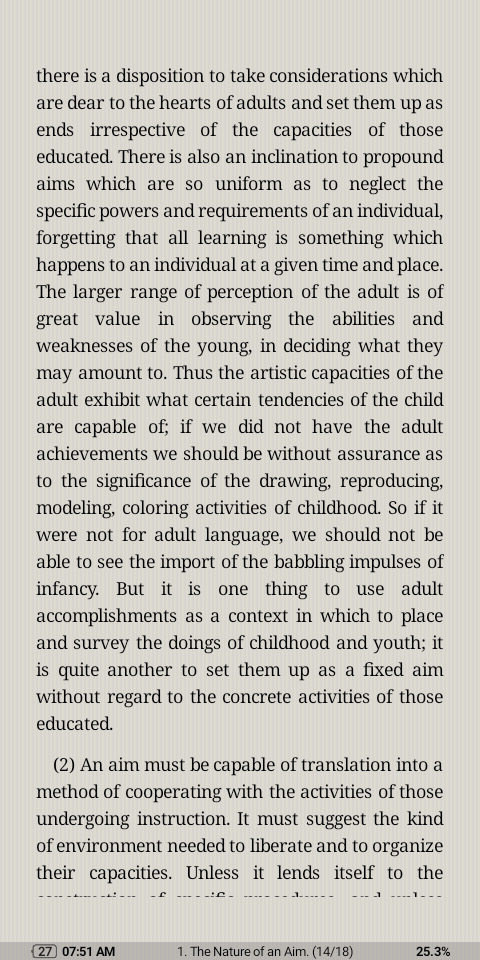 there is a disposition to take considerations which
are dear to the hearts of adults and set them up as
ends irrespective of the capacities of those
educated. There is also an inclination to propound
aims which are so uniform as to neglect the
specific powers and requirements of an individual,
forgetting that all learning is something which
happens to an individual at a given time and place.
The larger range of perception of the adult is of
great value in observing the abilities and
weaknesses of the young, in deciding what they
may amount to. Thus the artistic capacities of the
adult exhibit what certain tendencies of the child
are capable of; if we did not have the adult
achievements we should be without assurance as
to the significance of the drawing, reproducing,
modeling, coloring activities of childhood. So if it
were not for adult language, we should not be
able to see the import of the babbling impulses of
infancy. But it is one thing to use adult
accomplishments as a context in which to place
and survey the doings of childhood and youth; it
is quite another to set them up as a fixed aim
without regard to the concrete activities of those
educated.
(2) An aim must be capable of translation into a
method of cooperating with the activities of those
undergoing instruction. It must suggest the kind
of environment needed to liberate and to organize
their capacities. Unless it lends itself to the
construction of specific procedures, and unless
27 07:51 AM 1. The Nature of an Aim. (14/18) 25.3%